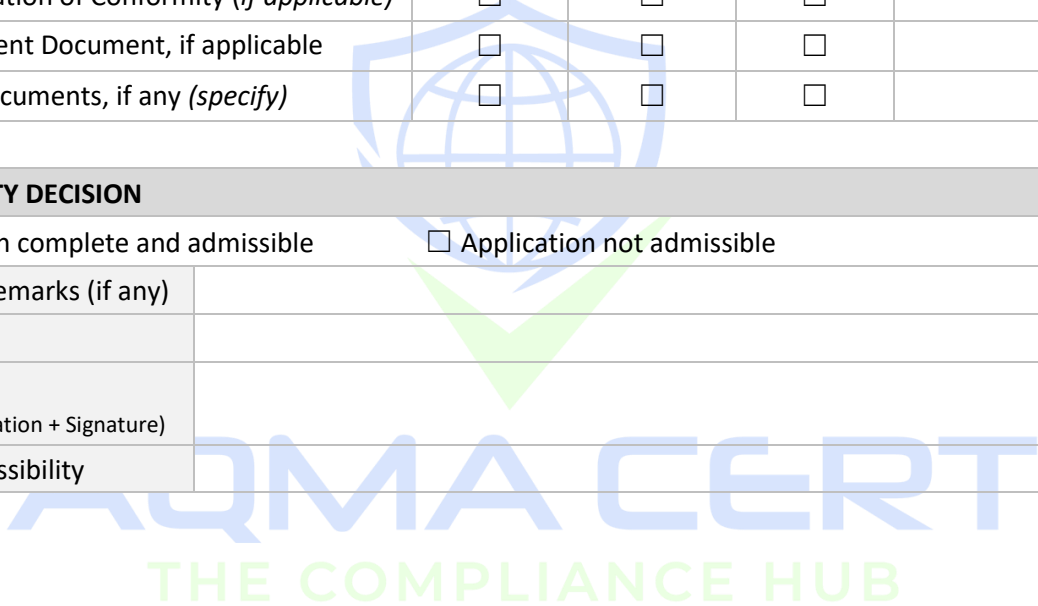 ation of Conformity (if applicable) ☐ ☐ ☐
ent Document, if applicable ☐ ☐ ☐
cuments, if any (specify) ☐ ☐ ☐
TY DECISION
n complete and admissible ☐ Application not admissible
emarks (if any)
ation + Signature)
ssibility
AQMA CERT
THE COMPLIANCE HUB